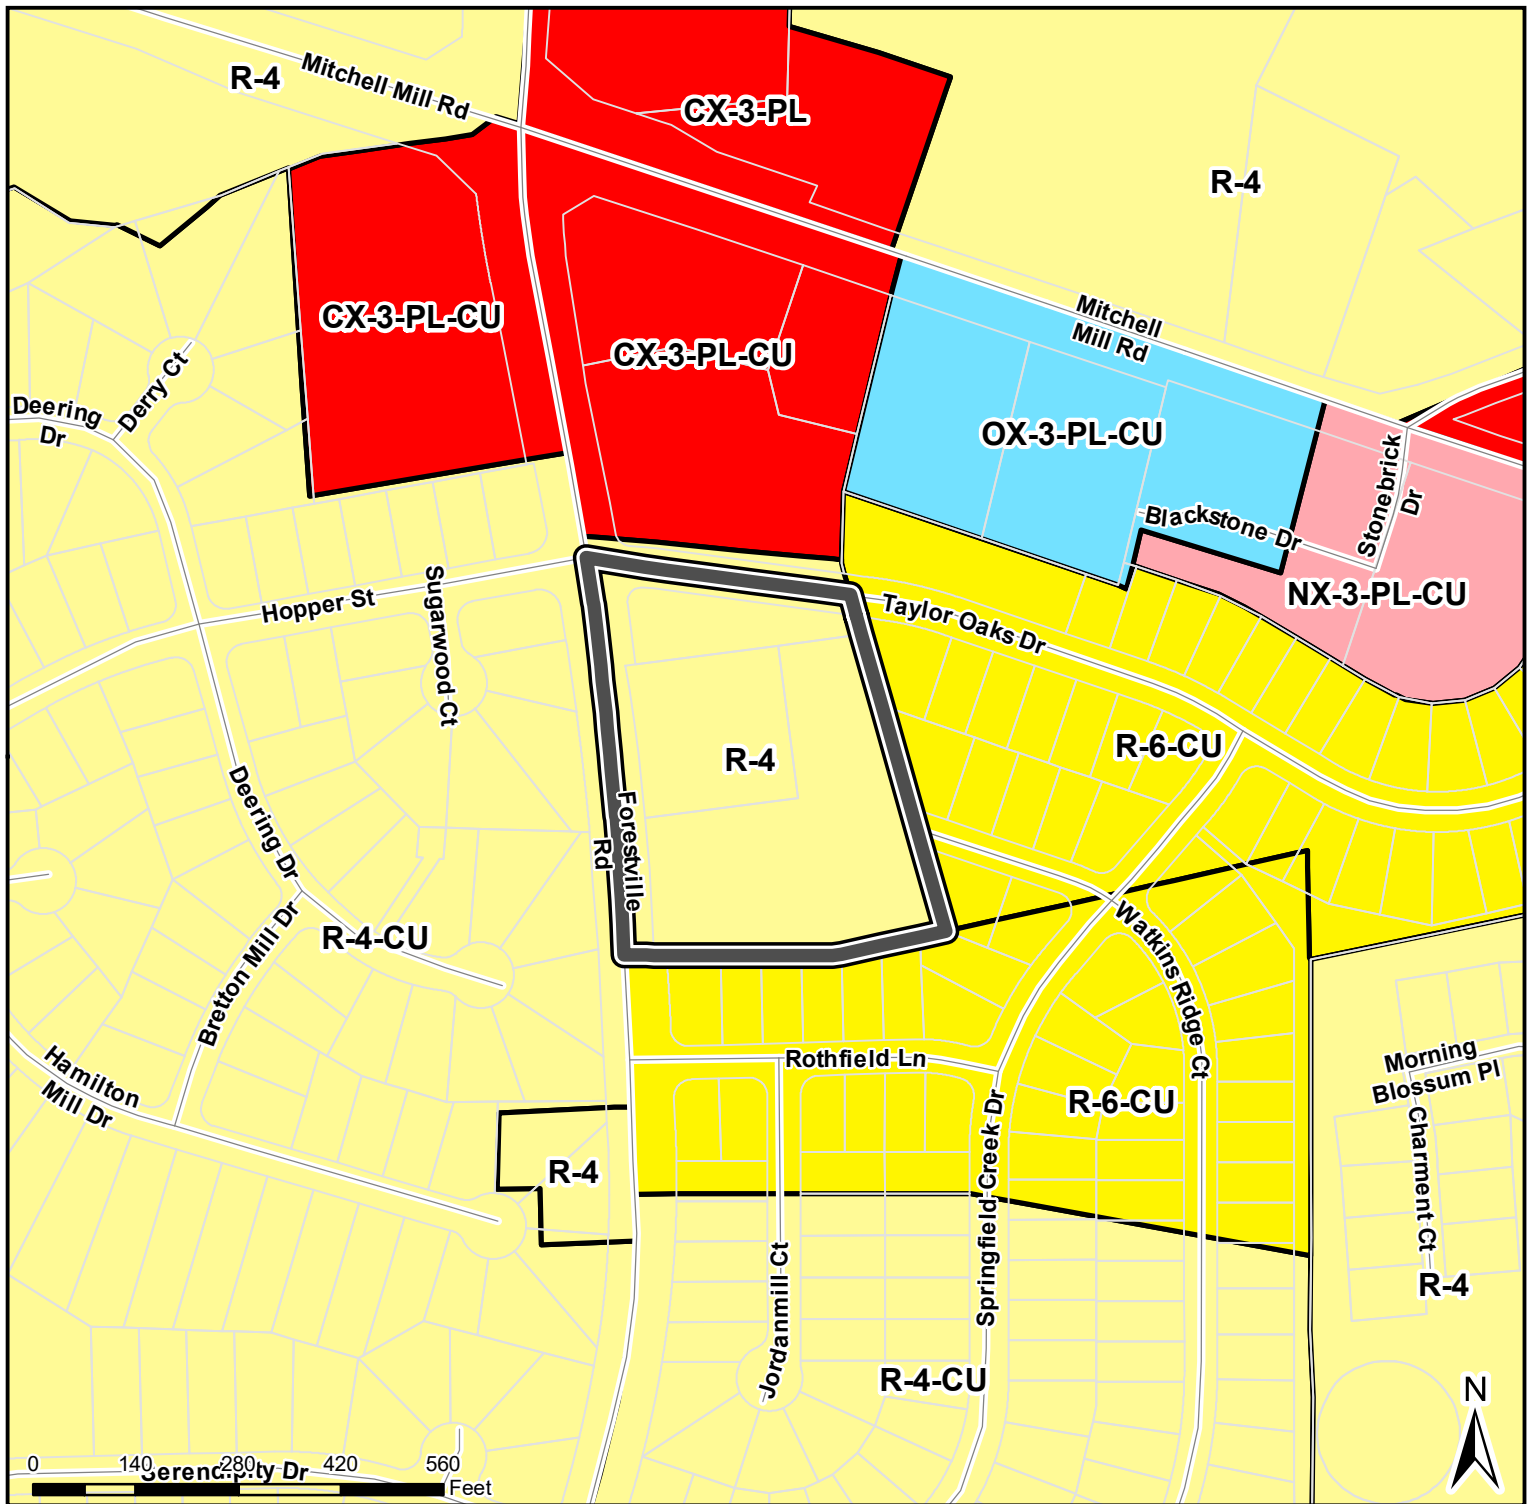 R-4
Mitchell Mill Rd
CX-3-PL
R-4
CX-3-PL-CU
CX-3-PL-CU
Mitchell
Mill Rd
Derry Ct
Deering
Dr
OX-3-PL-CU
Stonebrick
Dr
Blackstone Dr
NX-3-PL-CU
Hopper St
Sugarwood Ct
Taylor Oaks Dr
R-4
R-6-CU
Deering Dr
Forestville
Rd
Bretton Mill Dr
R-4-CU
Watkins Ridge Ct
Hamilton
Mill Dr
Rothfield Ln
R-6-CU
Morning
Blossum Pl
Charment Ct
R-4
Springfield Creek Dr
Jordanmill Ct
R-4
R-4-CU
N
0 140 280 420 560
Feet
Serendipity Dr